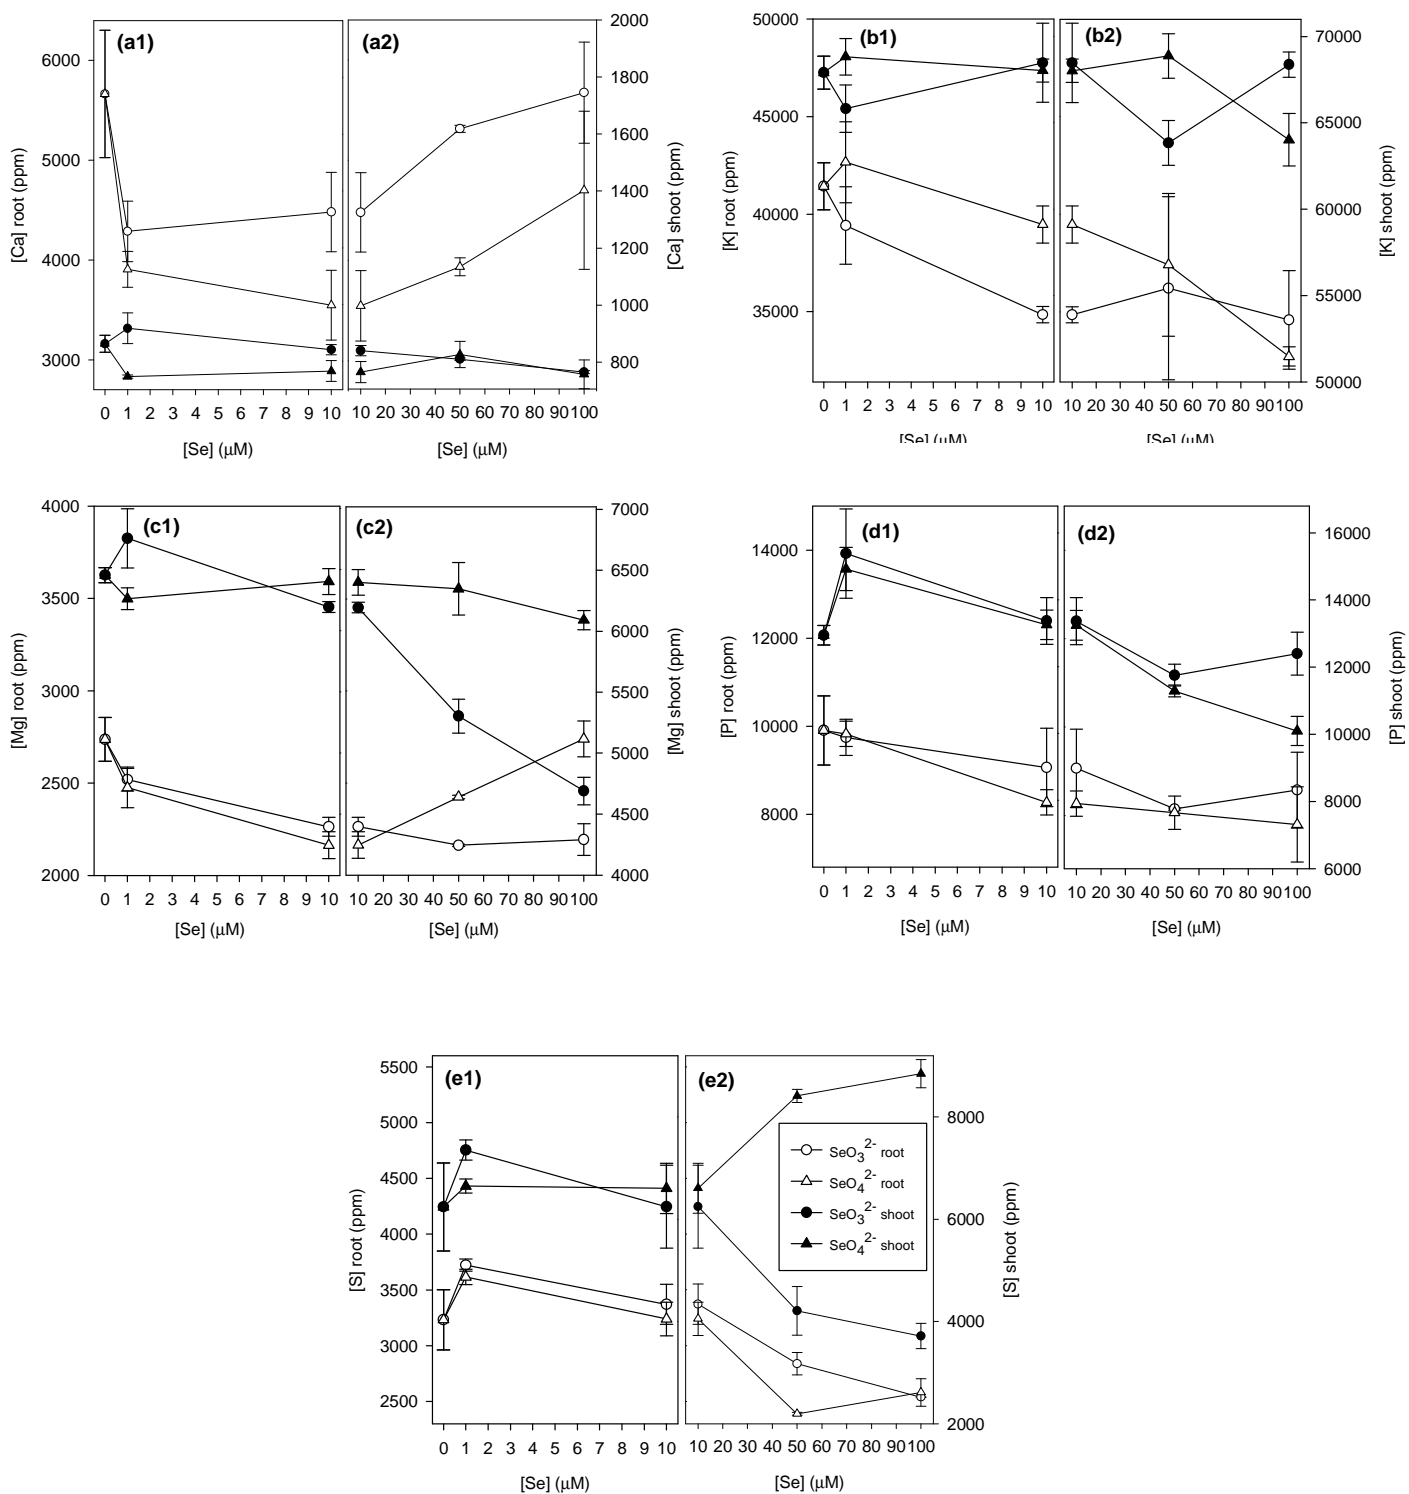 (a1)
(a2)
[Ca] root (ppm)
6000
5000
4000
3000
2000
1800
1600
1400
1200
1000
800
[Ca] shoot (ppm)
0 1 2 3 4 5 6 7 8 9 10
10 20 30 40 50 60 70 80 90 100
[Se] (μM)
[Se] (μM)
(b1)
(b2)
[K] root (ppm)
50000
45000
40000
35000
70000
65000
60000
55000
50000
[K] shoot (ppm)
0 1 2 3 4 5 6 7 8 9 10
10 20 30 40 50 60 70 80 90 100
[Se] (μM)
[Se] (μM)
(c1)
(c2)
[Mg] root (ppm)
4000
3500
3000
2500
2000
7000
6500
6000
5500
5000
4500
4000
[Mg] shoot (ppm)
0 1 2 3 4 5 6 7 8 9 10
10 20 30 40 50 60 70 80 90 100
[Se] (μM)
[Se] (μM)
(d1)
(d2)
[P] root (ppm)
14000
12000
10000
8000
16000
14000
12000
10000
8000
6000
[P] shoot (ppm)
0 1 2 3 4 5 6 7 8 9 10
10 20 30 40 50 60 70 80 90 100
[Se] (μM)
[Se] (μM)
(e1)
(e2)
[S] root (ppm)
5500
5000
4500
4000
3500
3000
2500
8000
6000
4000
2000
[S] shoot (ppm)
SeO3^2- root
SeO4^2- root
SeO3^2- shoot
SeO4^2- shoot
0 1 2 3 4 5 6 7 8 9 10
10 20 30 40 50 60 70 80 90 100
[Se] (μM)
[Se] (μM)